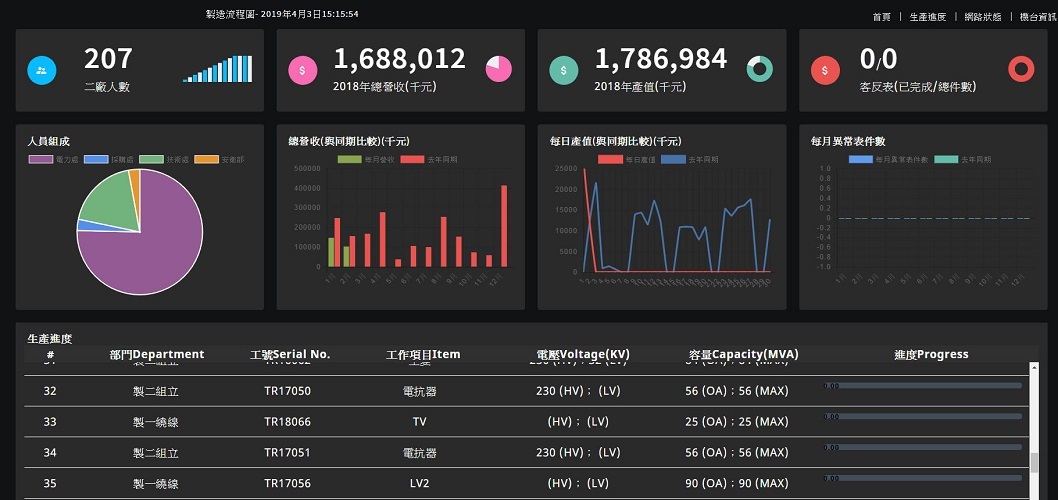 製造流程圖- 2019年4月3日15:15:54
首頁 | 生產進度 | 網路狀態 | 機台資訊
207
二廠人數
1,688,012
2018年總營收(千元)
1,786,984
2018年產值(千元)
0/0
客反表(已完成/總件數)
人員組成
電力處 採購處 技術處 安衛部
總營收(與同期比較)(千元)
每月營收 去年同期
500000
400000
300000
200000
100000
0
1月 2月 3月 4月 5月 6月 7月 8月 9月 10月 11月 12月
每日產值(與同期比較)(千元)
每日產值 去年同期
25000
20000
15000
10000
5000
0
每月異常表件數
每月異常表件數 去年同期
1.0
0.8
0.6
0.4
0.2
0
-0.2
-0.4
-0.6
-0.8
-1.0
1月 2月 3月 4月 5月 6月 7月 8月 9月 10月 11月 12月
生產進度
# 部門Department 工號Serial No. 工作項目Item 電壓Voltage(KV) 容量Capacity(MVA) 進度Progress
32 製二組立 TR17050 電抗器 230 (HV)； (LV) 56 (OA)；56 (MAX) 0.00
33 製一繞線 TR18066 TV (HV)； (LV) 25 (OA)；25 (MAX) 0.00
34 製二組立 TR17051 電抗器 230 (HV)； (LV) 56 (OA)；56 (MAX) 0.00
35 製一繞線 TR17056 LV2 (HV)； (LV) 90 (OA)；90 (MAX) 0.00